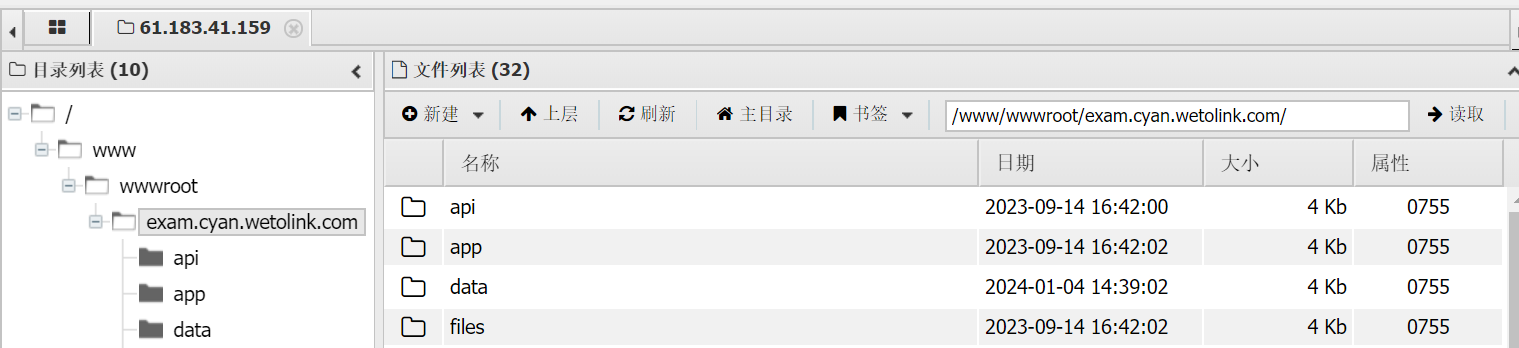 61.183.41.159
目录列表 (10)
文件列表 (32)
新建 上层 刷新 主目录 书签 /www/wwwroot/exam.cyan.wetolink.com/ 读取
/
www
wwwroot
exam.cyan.wetolink.com
api
app
data
名称 日期 大小 属性
api 2023-09-14 16:42:00 4 Kb 0755
app 2023-09-14 16:42:02 4 Kb 0755
data 2024-01-04 14:39:02 4 Kb 0755
files 2023-09-14 16:42:02 4 Kb 0755